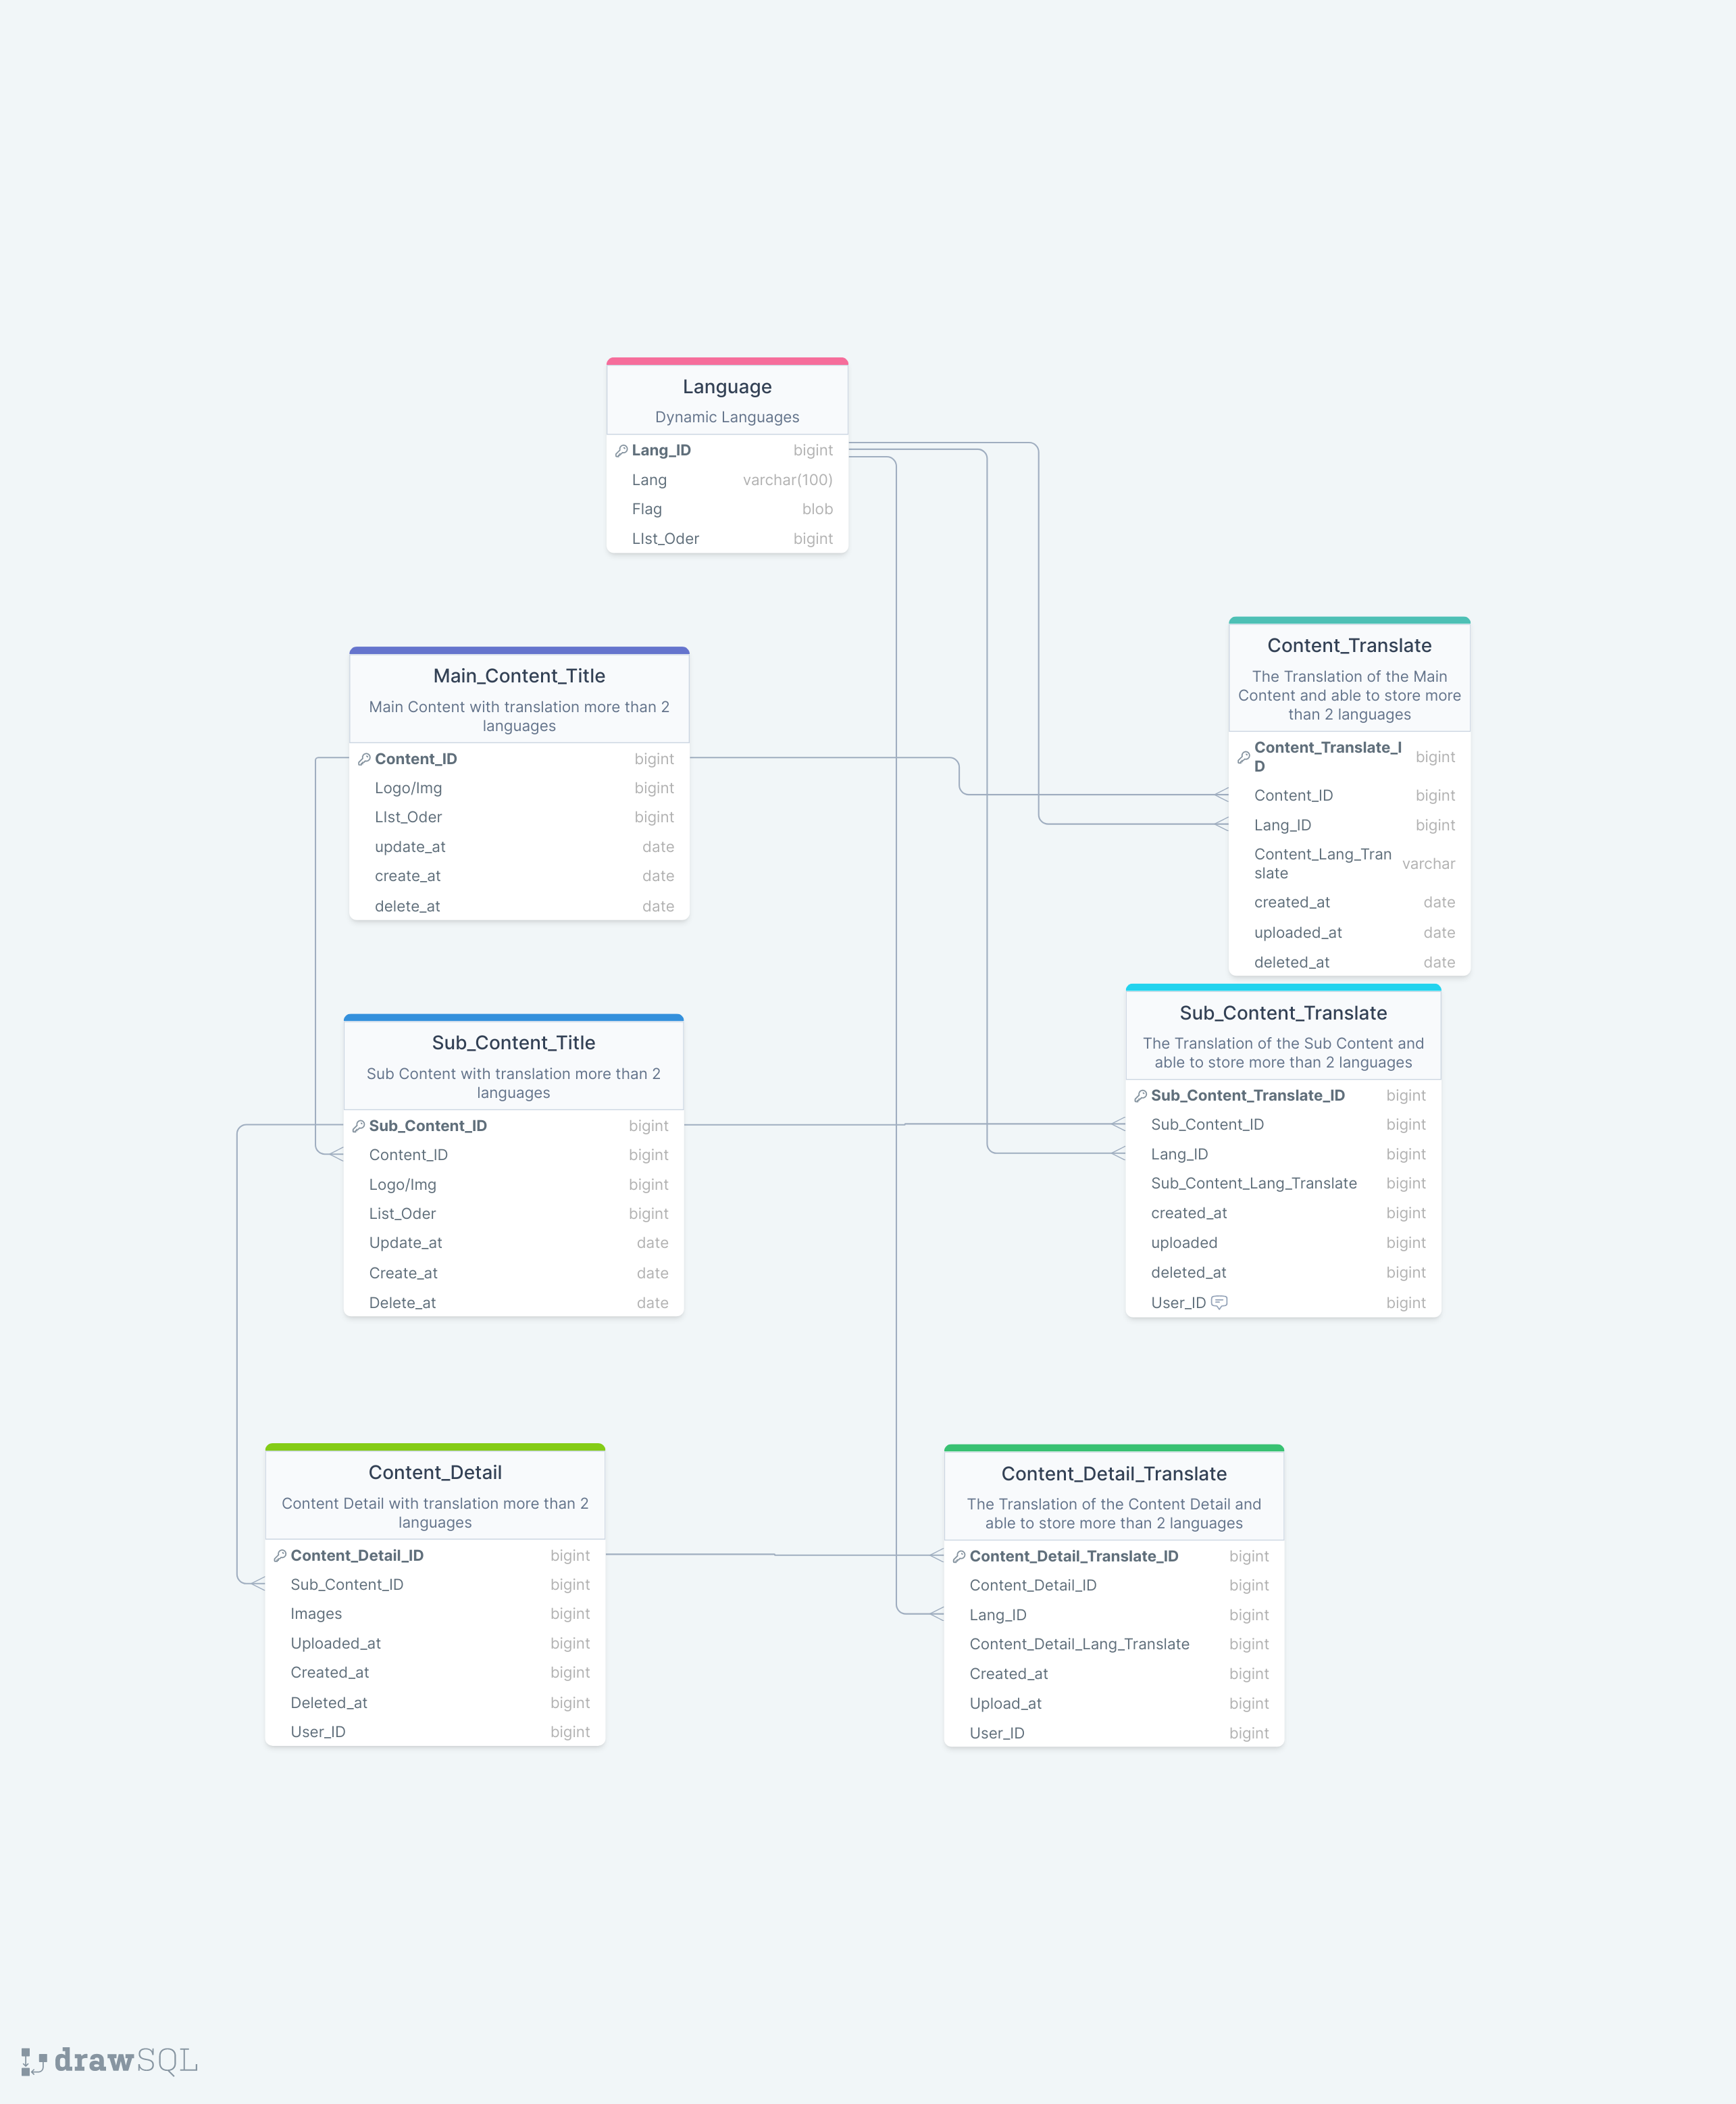 Language
Dynamic Languages
Lang_ID bigint
Lang varchar(100)
Flag blob
LIst_Oder bigint
Main_Content_Title
Main Content with translation more than 2
languages
Content_ID bigint
Logo/Img bigint
LIst_Oder bigint
update_at date
create_at date
delete_at date
Content_Translate
The Translation of the Main
Content and able to store more
than 2 languages
Content_Translate_I
D bigint
Content_ID bigint
Lang_ID bigint
Content_Lang_Tran
slate varchar
created_at date
uploaded_at date
deleted_at date
Sub_Content_Title
Sub Content with translation more than 2
languages
Sub_Content_ID bigint
Content_ID bigint
Logo/Img bigint
List_Oder bigint
Update_at date
Create_at date
Delete_at date
Sub_Content_Translate
The Translation of the Sub Content and
able to store more than 2 languages
Sub_Content_Translate_ID bigint
Sub_Content_ID bigint
Lang_ID bigint
Sub_Content_Lang_Translate bigint
created_at bigint
uploaded bigint
deleted_at bigint
User_ID bigint
Content_Detail
Content Detail with translation more than 2
languages
Content_Detail_ID bigint
Sub_Content_ID bigint
Images bigint
Uploaded_at bigint
Created_at bigint
Deleted_at bigint
User_ID bigint
Content_Detail_Translate
The Translation of the Content Detail and
able to store more than 2 languages
Content_Detail_Translate_ID bigint
Content_Detail_ID bigint
Lang_ID bigint
Content_Detail_Lang_Translate bigint
Created_at bigint
Upload_at bigint
User_ID bigint
drawSQL